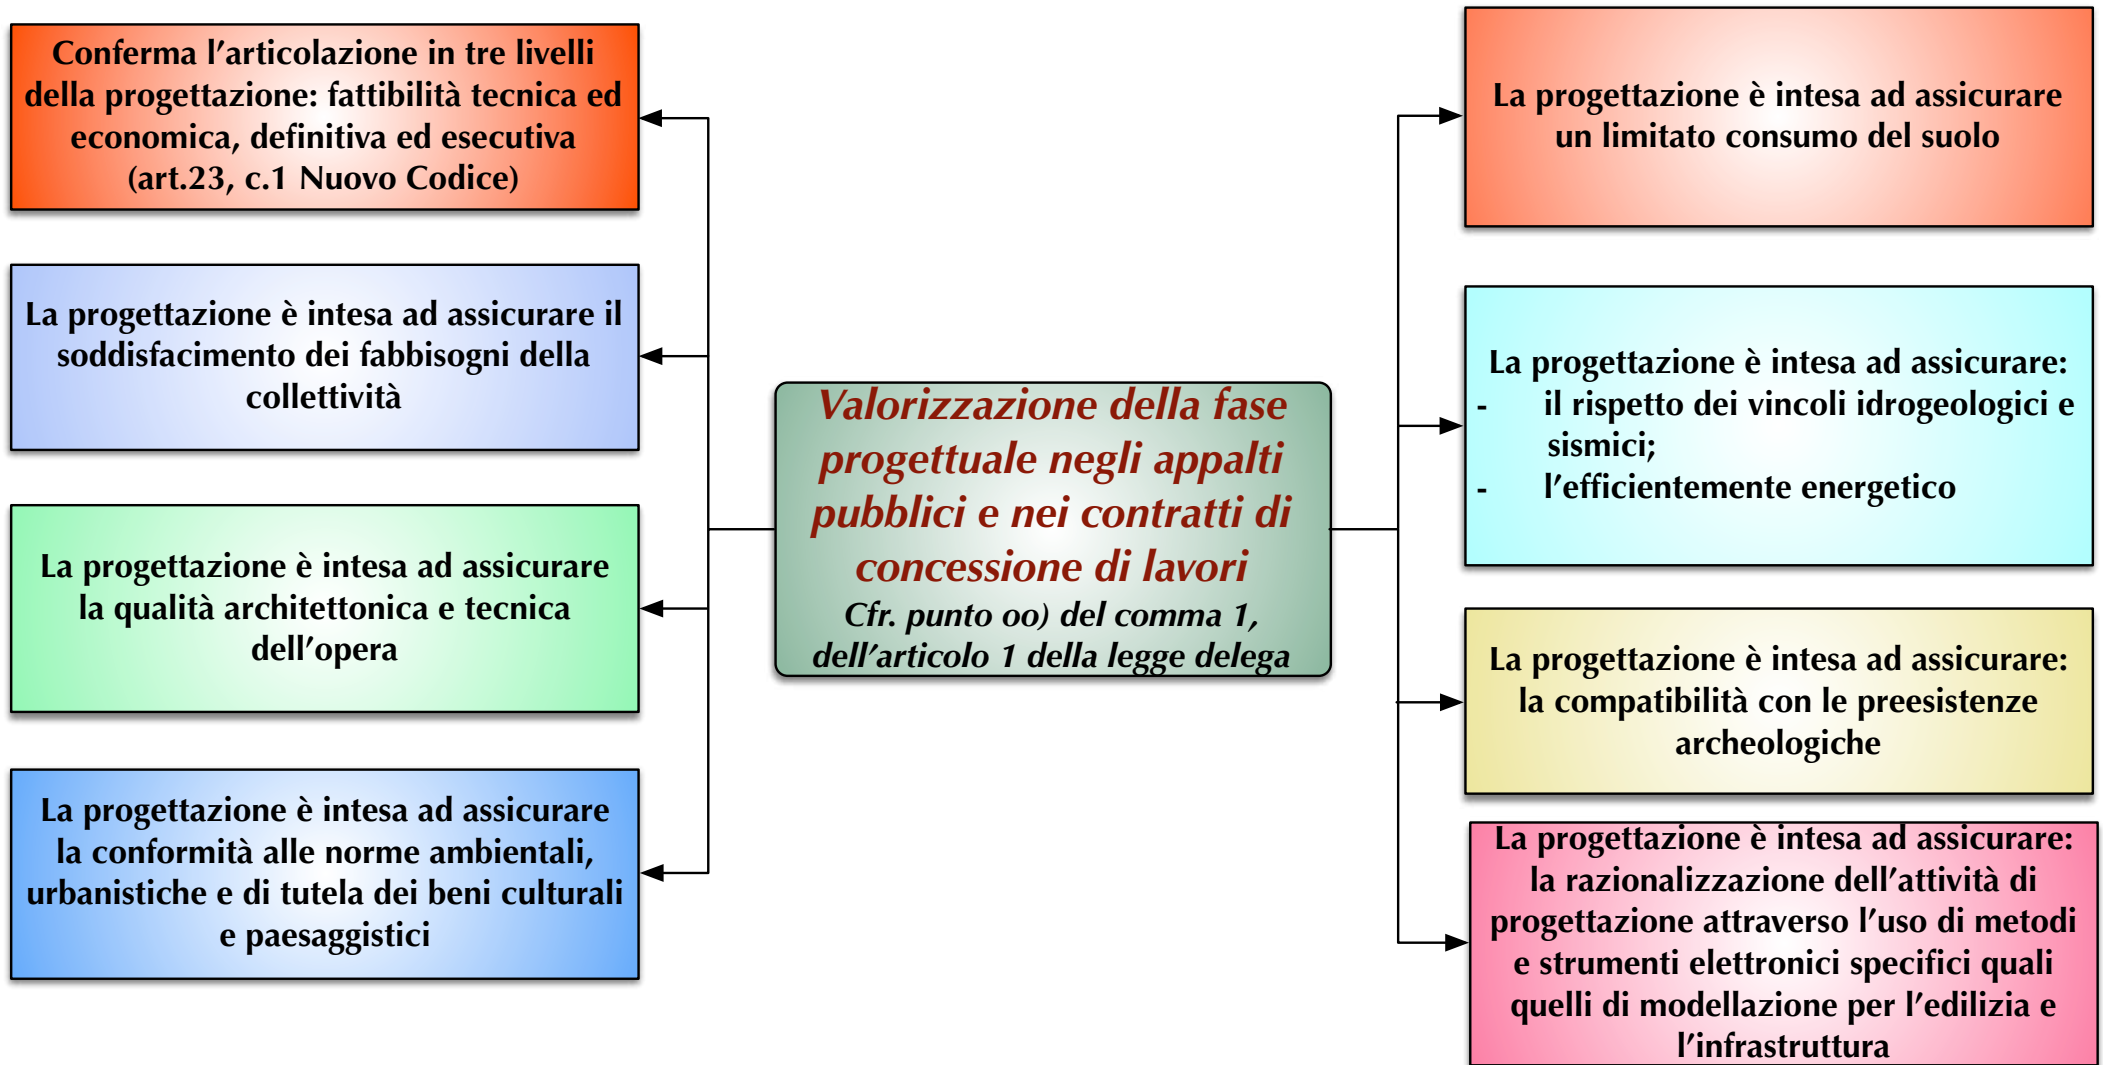 Conferma l'articolazione in tre livelli
della progettazione: fattibilità tecnica ed
economica, definitiva ed esecutiva
(art.23, c.1 Nuovo Codice)
La progettazione è intesa ad assicurare il
soddisfacimento dei fabbisogni della
collettività
La progettazione è intesa ad assicurare
la qualità architettonica e tecnica
dell'opera
La progettazione è intesa ad assicurare
la conformità alle norme ambientali,
urbanistiche e di tutela dei beni culturali
e paesaggistici
Valorizzazione della fase
progettuale negli appalti
pubblici e nei contratti di
concessione di lavori
Cfr. punto oo) del comma 1,
dell'articolo 1 della legge delega
La progettazione è intesa ad assicurare
un limitato consumo del suolo
La progettazione è intesa ad assicurare:
- il rispetto dei vincoli idrogeologici e
sismici;
- l'efficientemente energetico
La progettazione è intesa ad assicurare:
la compatibilità con le preesistenze
archeologiche
La progettazione è intesa ad assicurare:
la razionalizzazione dell'attività di
progettazione attraverso l'uso di metodi
e strumenti elettronici specifici quali
quelli di modellazione per l'edilizia e
l'infrastruttura